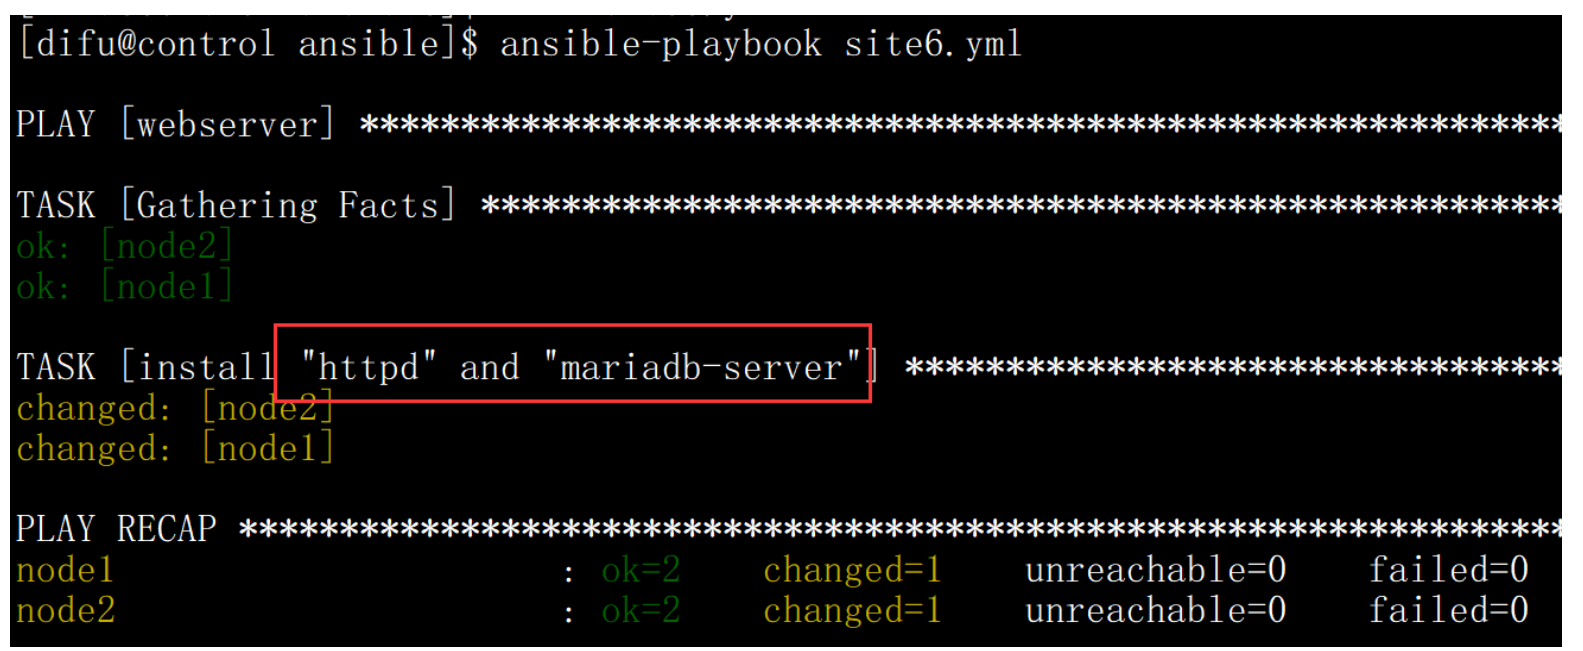 [difu@control ansible]$ ansible-playbook site6.yml
PLAY [webserver] ************************************************************
TASK [Gathering Facts] ******************************************************
ok: [node2]
ok: [node1]
TASK [install "httpd" and "mariadb-server"] *********************************
changed: [node2]
changed: [node1]
PLAY RECAP ******************************************************************
node1 : ok=2 changed=1 unreachable=0 failed=0
node2 : ok=2 changed=1 unreachable=0 failed=0